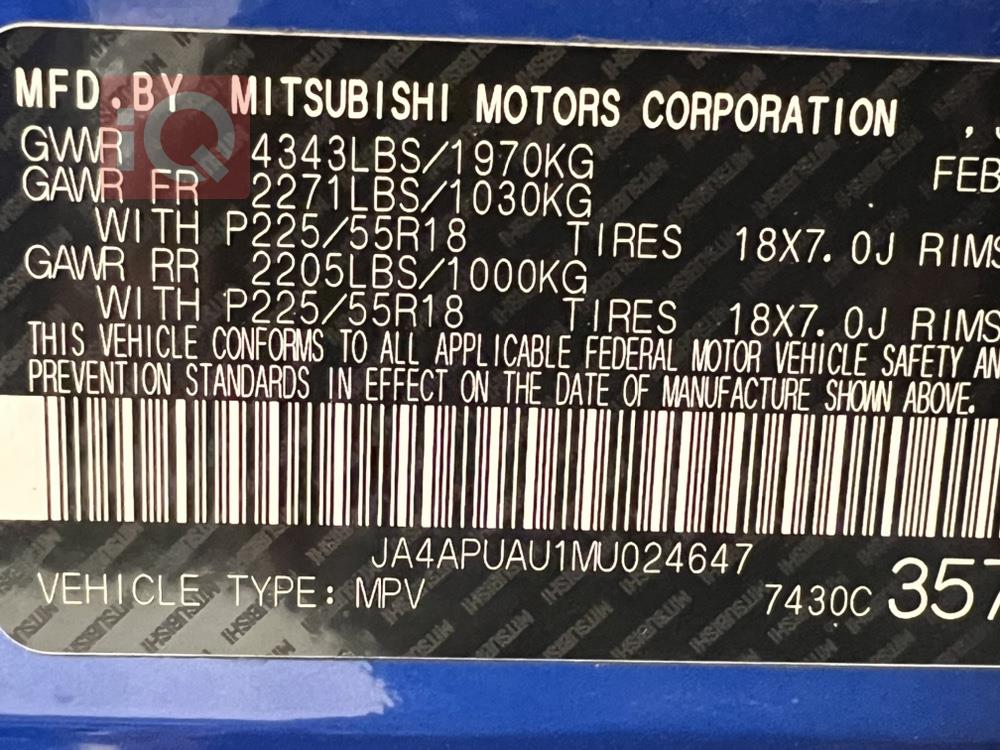 MFD.BY MITSUBISHI MOTORS CORPORATION ,
GWVR 4343LBS/1970KG FEB
GAWR FR 2271LBS/1030KG
WITH P225/55R18 TIRES 18X7.0J RIMS
GAWR RR 2205LBS/1000KG
WITH P225/55R18 TIRES 18X7.0J RIMS
THIS VEHICLE CONFORMS TO ALL APPLICABLE FEDERAL MOTOR VEHICLE SAFETY AN
PREVENTION STANDARDS IN EFFECT ON THE DATE OF MANUFACTURE SHOWN ABOVE.
JA4APUAU1MU024647
VEHICLE TYPE: MPV 7430C 357
iQ